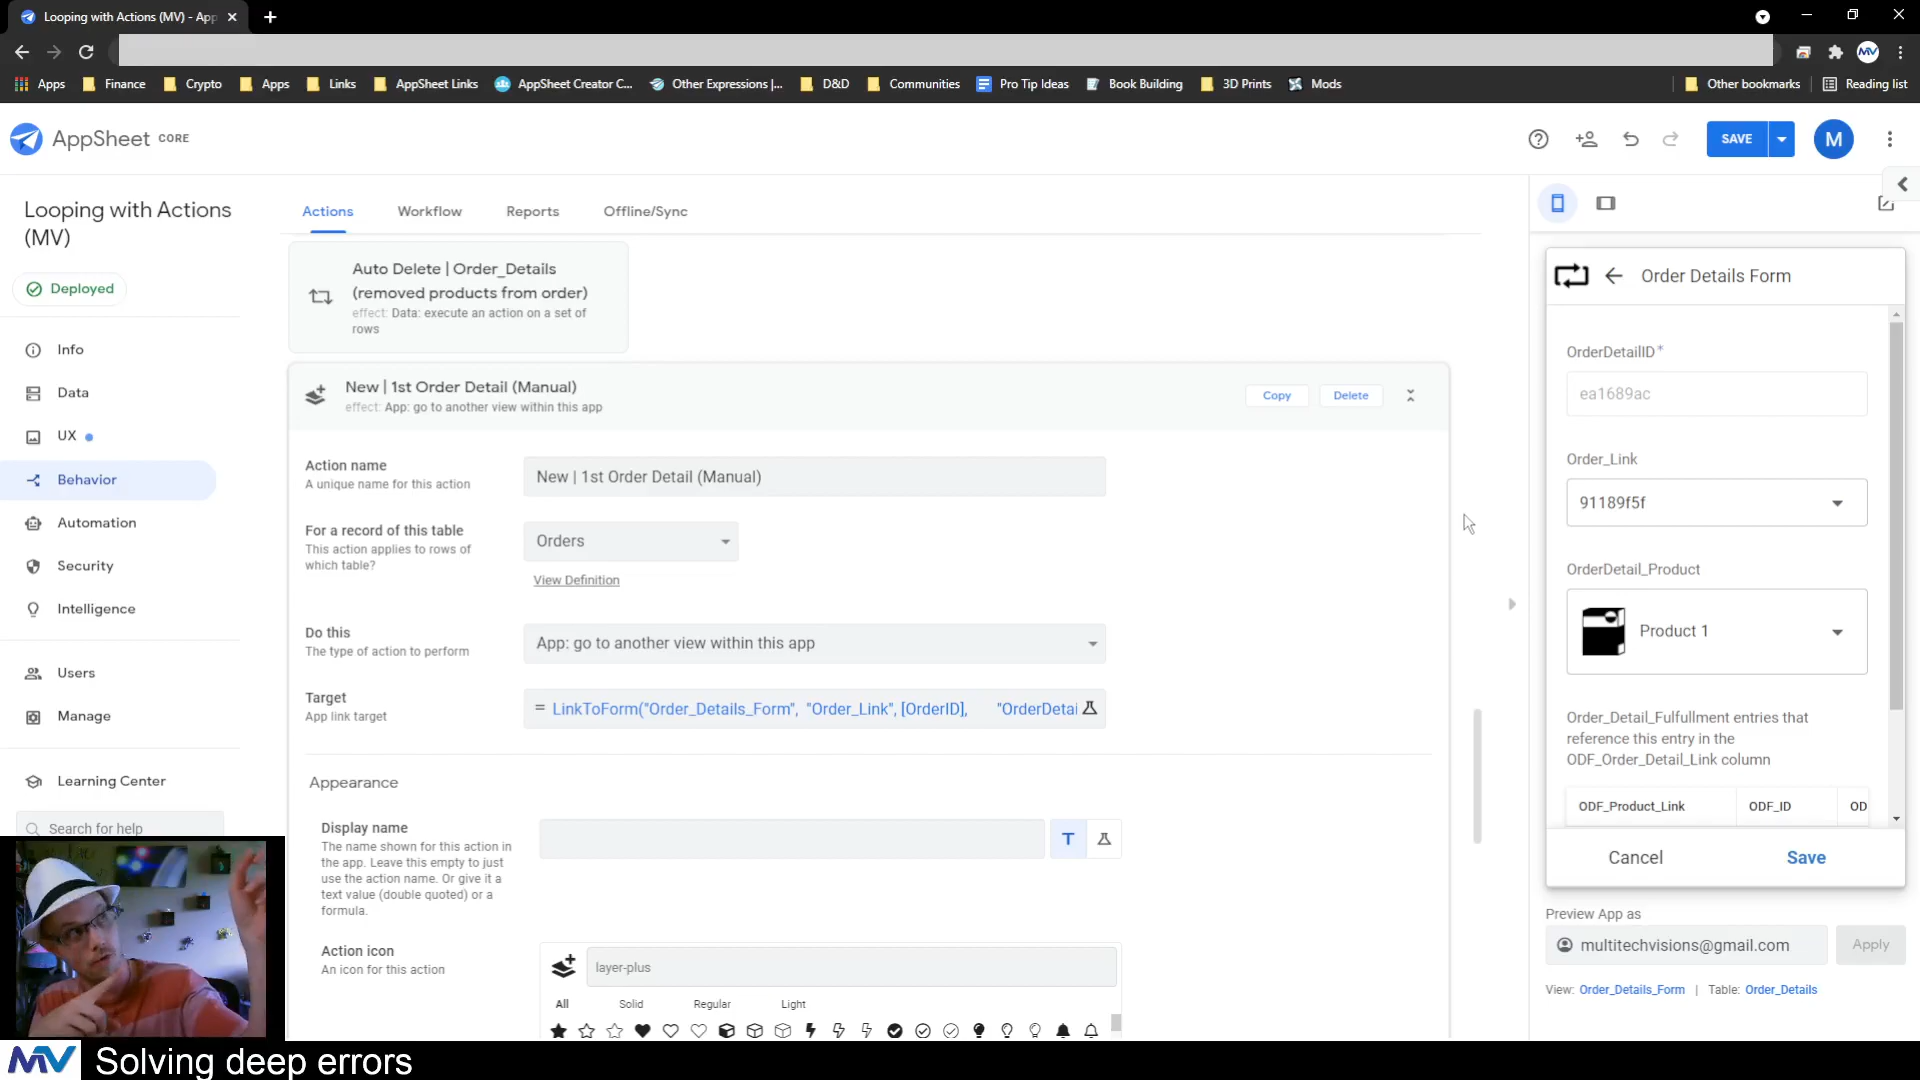 Looping with Actions (MV) - App
Apps
Finance
Crypto
Apps
Links
AppSheet Links
AppSheet Creator C...
Other Expressions |...
D&D
Communities
Pro Tip Ideas
Book Building
3D Prints
Mods
Other bookmarks
Reading list
AppSheet CORE
SAVE
M
Looping with Actions
(MV)
Deployed
Info
Data
UX
Behavior
Automation
Security
Intelligence
Users
Manage
Learning Center
Search for help
Actions
Workflow
Reports
Offline/Sync
Auto Delete | Order_Details
(removed products from order)
effect: Data: execute an action on a set of
rows
New | 1st Order Detail (Manual)
effect: App: go to another view within this app
Copy
Delete
Action name
A unique name for this action
New | 1st Order Detail (Manual)
For a record of this table
This action applies to rows of
which table?
Orders
View Definition
Do this
The type of action to perform
App: go to another view within this app
Target
App link target
= LinkToForm("Order_Details_Form", "Order_Link", [OrderID], "OrderDetai
Appearance
Display name
The name shown for this action in
the app. Leave this empty to just
use the action name. Or give it a
text value (double quoted) or a
formula.
T
Action icon
An icon for this action
layer-plus
All
Solid
Regular
Light
Order Details Form
OrderDetailID*
ea1689ac
Order_Link
91189f5f
OrderDetail_Product
Product 1
Order_Detail_Fulfullment entries that
reference this entry in the
ODF_Order_Detail_Link column
ODF_Product_Link
ODF_ID
OD
Cancel
Save
Preview App as
multitechvisions@gmail.com
Apply
View: Order_Details_Form | Table: Order_Details
MV Solving deep errors